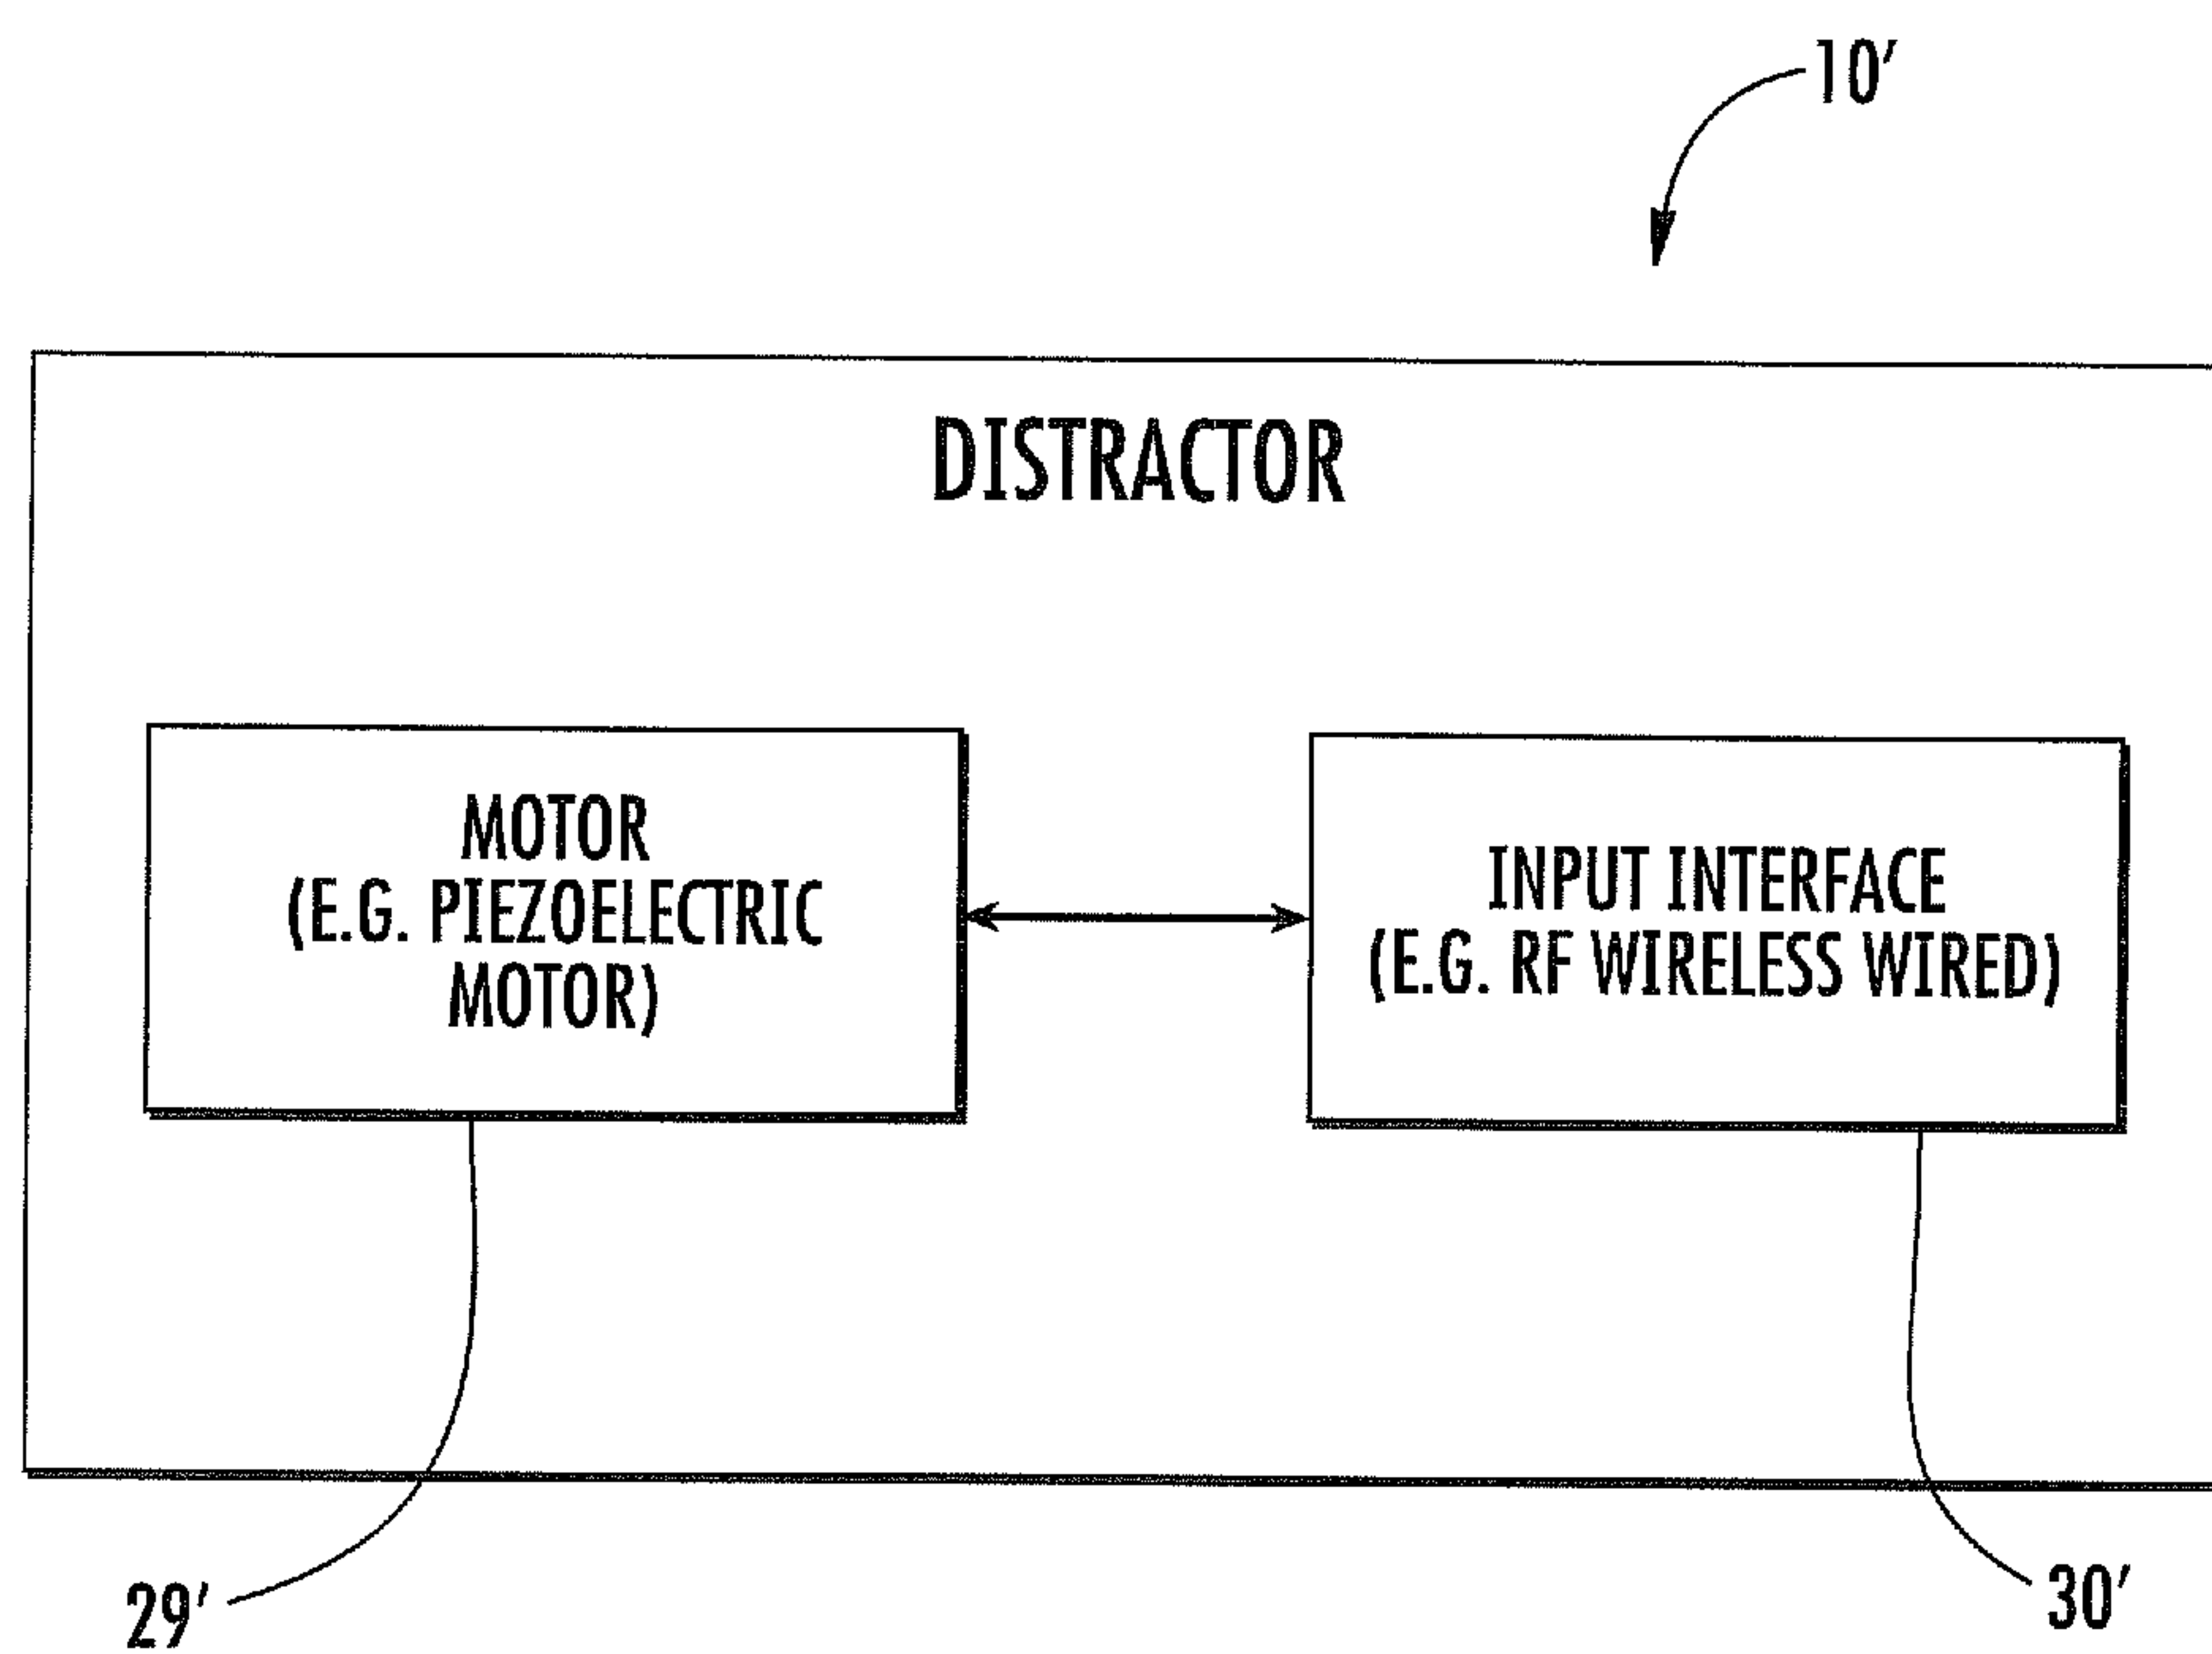 10'
DISTRACTOR
MOTOR
(E.G. PIEZOELECTRIC
MOTOR)
INPUT INTERFACE
(E.G. RF WIRELESS WIRED)
29'
30'